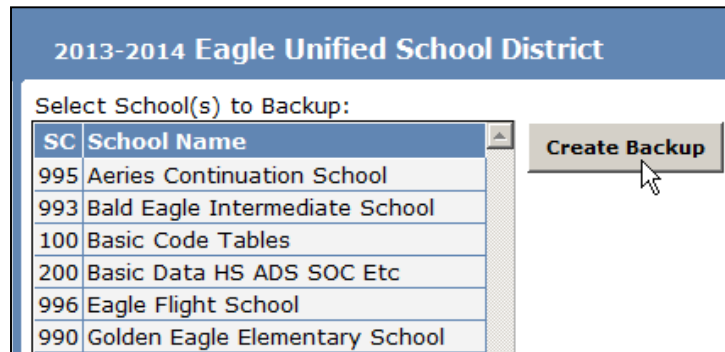 2013-2014 Eagle Unified School District
Select School(s) to Backup:
SC School Name
Create Backup
995 Aeries Continuation School
993 Bald Eagle Intermediate School
100 Basic Code Tables
200 Basic Data HS ADS SOC Etc
996 Eagle Flight School
990 Golden Eagle Elementary School